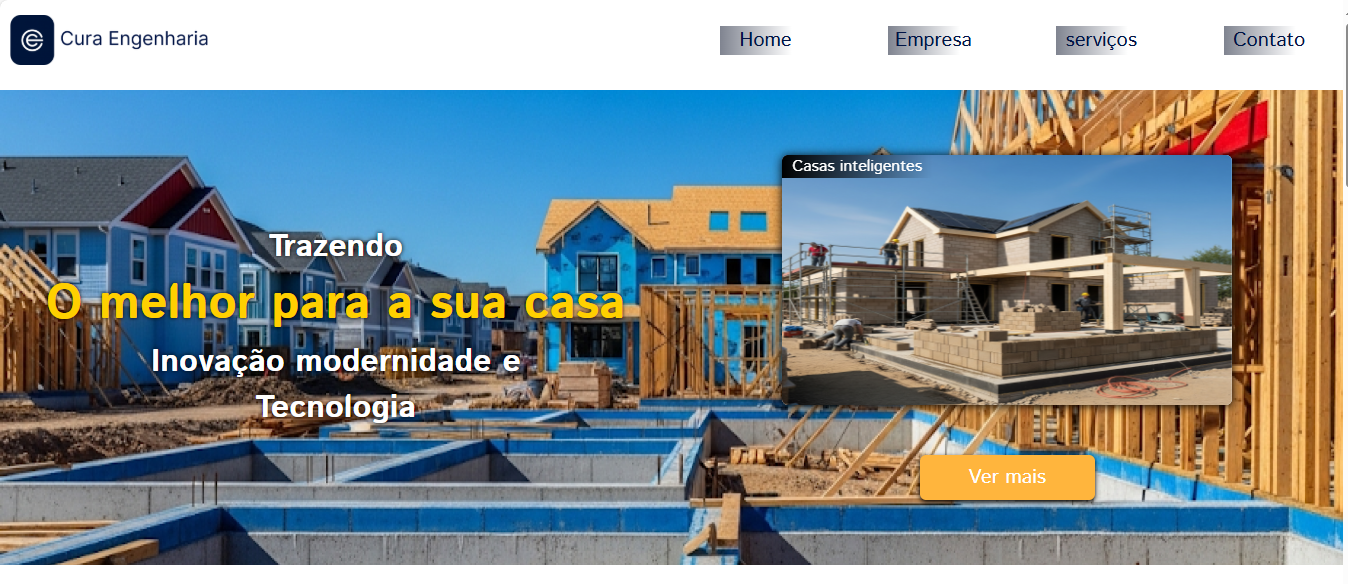 Cura Engenharia
Home
Empresa
serviços
Contato
Casas inteligentes
Trazendo
O melhor para a sua casa
Inovação modernidade e
Tecnologia
Ver mais